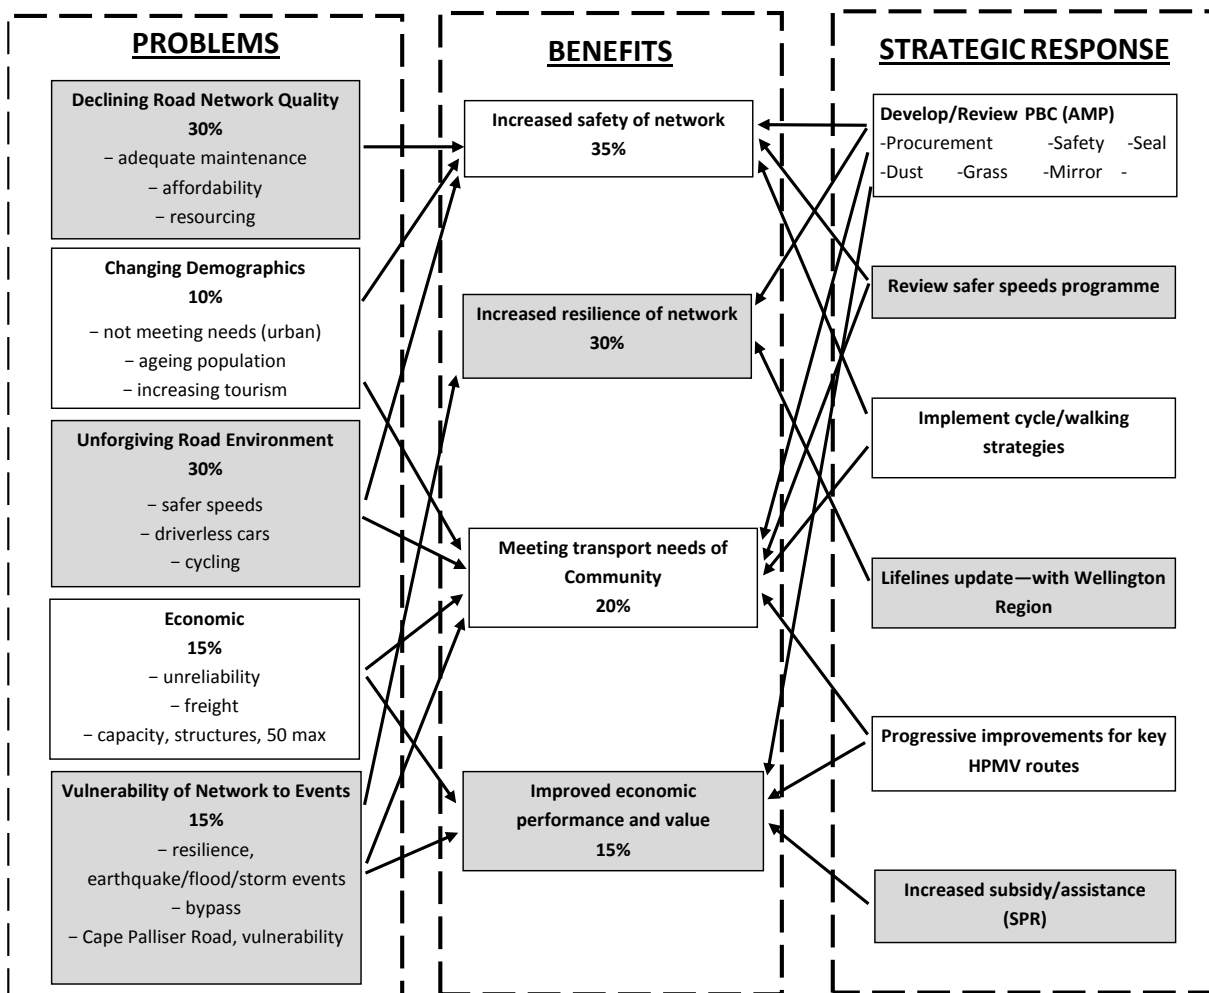 PROBLEMS
Declining Road Network Quality
30%
− adequate maintenance
− affordability
− resourcing
Changing Demographics
10%
− not meeting needs (urban)
− ageing population
− increasing tourism
Unforgiving Road Environment
30%
− safer speeds
− driverless cars
− cycling
Economic
15%
− unreliability
− freight
− capacity, structures, 50 max
Vulnerability of Network to Events
15%
− resilience,
earthquake/flood/storm events
− bypass
− Cape Palliser Road, vulnerability
BENEFITS
Increased safety of network
35%
Increased resilience of network
30%
Meeting transport needs of
Community
20%
Improved economic
performance and value
15%
STRATEGIC RESPONSE
Develop/Review PBC (AMP)
-Procurement -Safety -Seal
-Dust -Grass -Mirror -
Review safer speeds programme
Implement cycle/walking
strategies
Lifelines update—with Wellington
Region
Progressive improvements for key
HPMV routes
Increased subsidy/assistance
(SPR)